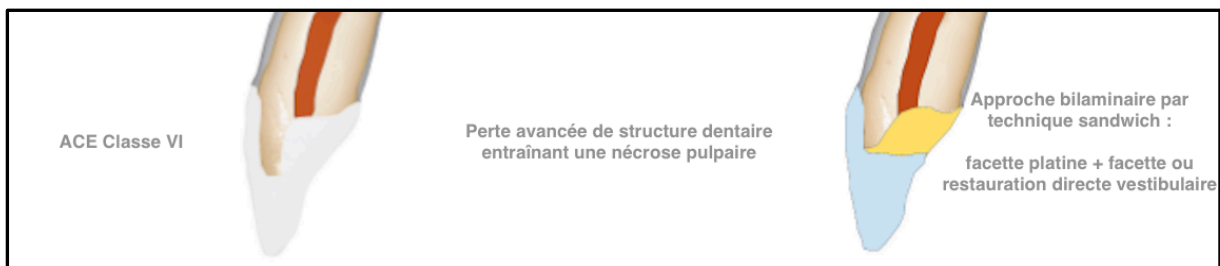 ACE Classe VI
Perte avancée de structure dentaire
entraînant une nécrose pulpaire
Approche bilaminaire par
technique sandwich :
facette platine + facette ou
restauration directe vestibulaire